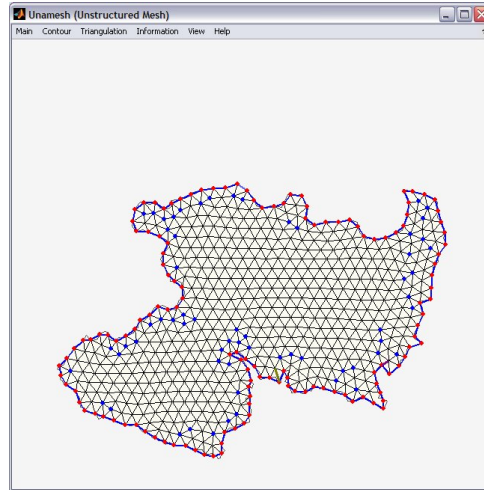 Unamesh (Unstructured Mesh)
Main Contour Triangulation Information View Help